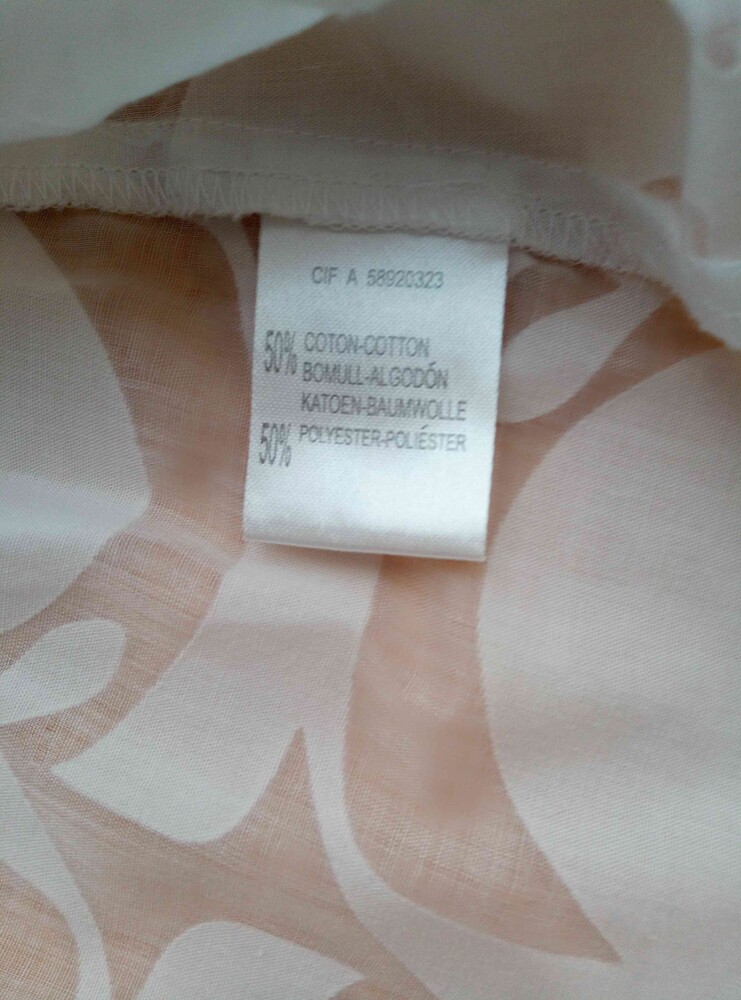 CIF A 58920323
50% COTON-COTTON
BOMULL-ALGODÓN
KATOEN-BAUMWOLLE
50% POLYESTER-POLIÉSTER